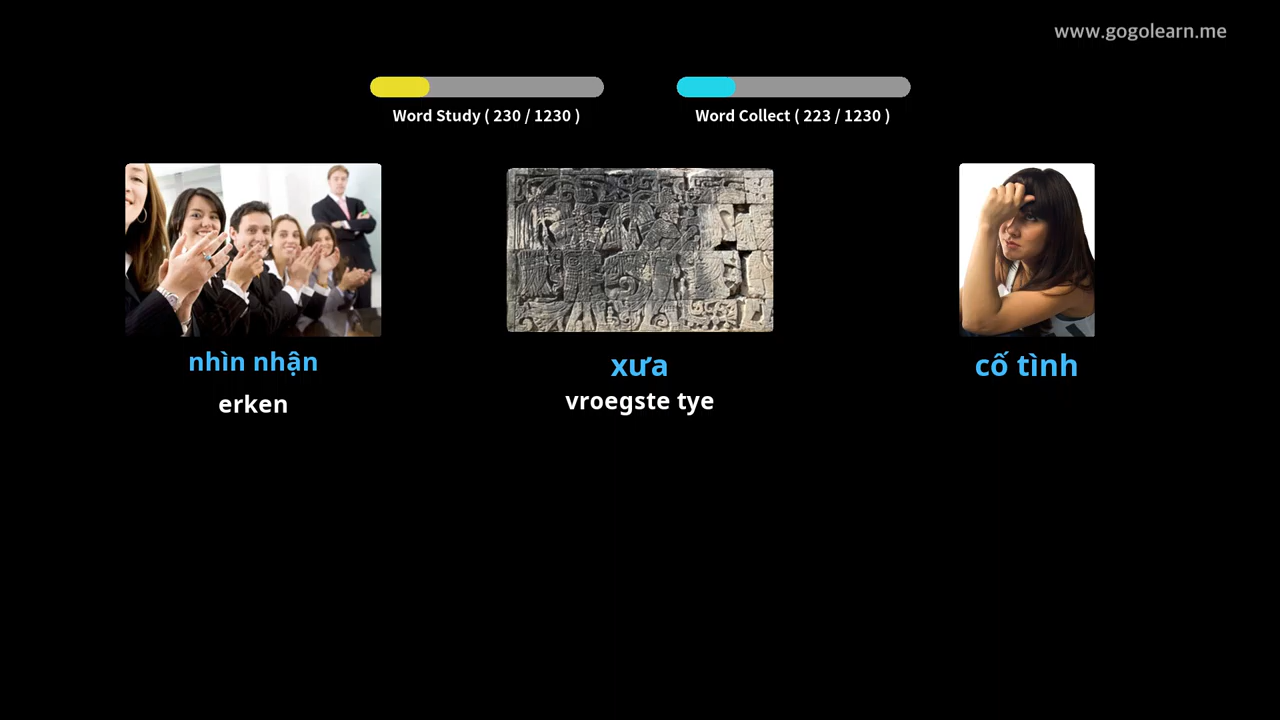 www.gogolearn.me
Word Study ( 230 / 1230 )
Word Collect ( 223 / 1230 )
nhìn nhận
erken
xưa
vroegste tye
cố tình